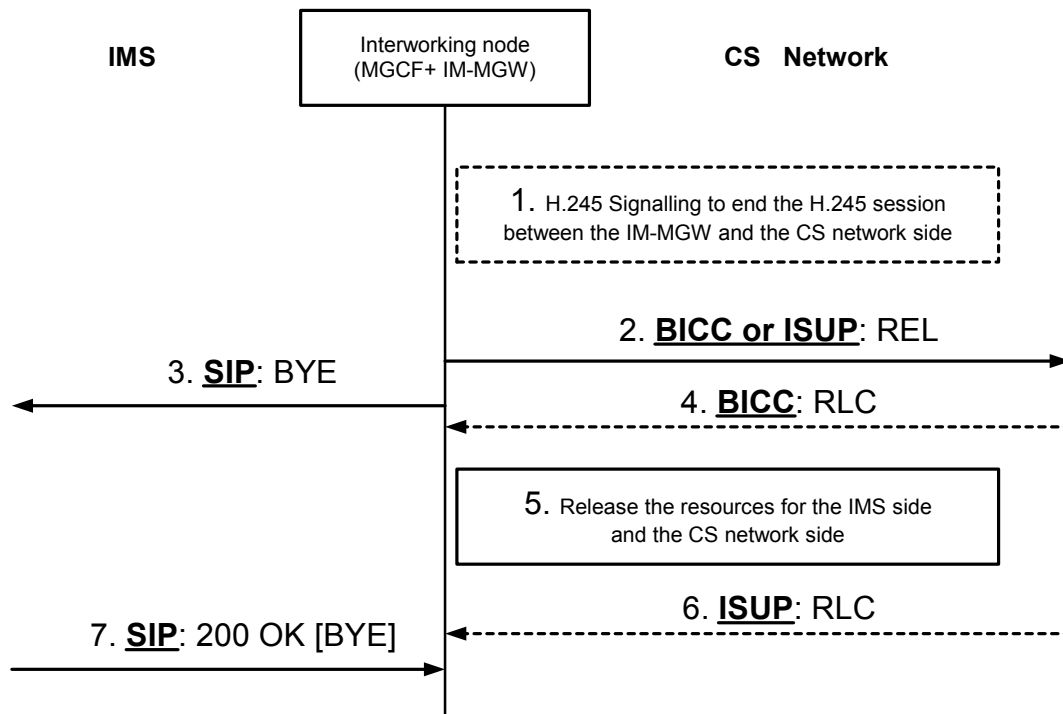 IMS
Interworking node
(MGCF+ IM-MGW)
CS Network
1. H.245 Signalling to end the H.245 session
between the IM-MGW and the CS network side
2. BICC or ISUP: REL
3. SIP: BYE
4. BICC: RLC
5. Release the resources for the IMS side
and the CS network side
6. ISUP: RLC
7. SIP: 200 OK [BYE]